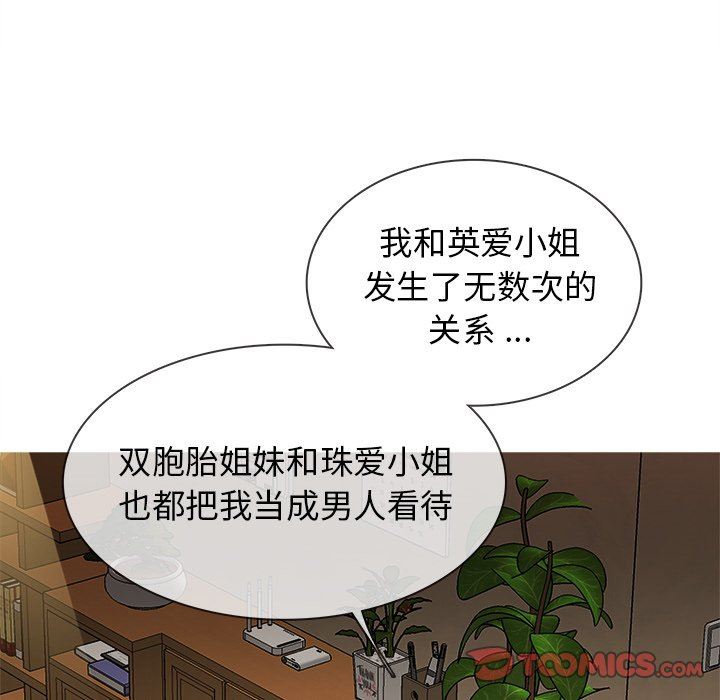 我和英爱小姐
发生了无数次的
关系 ...
双胞胎姐妹和珠爱小姐
也都把我当成男人看待
TOOMICS.COM